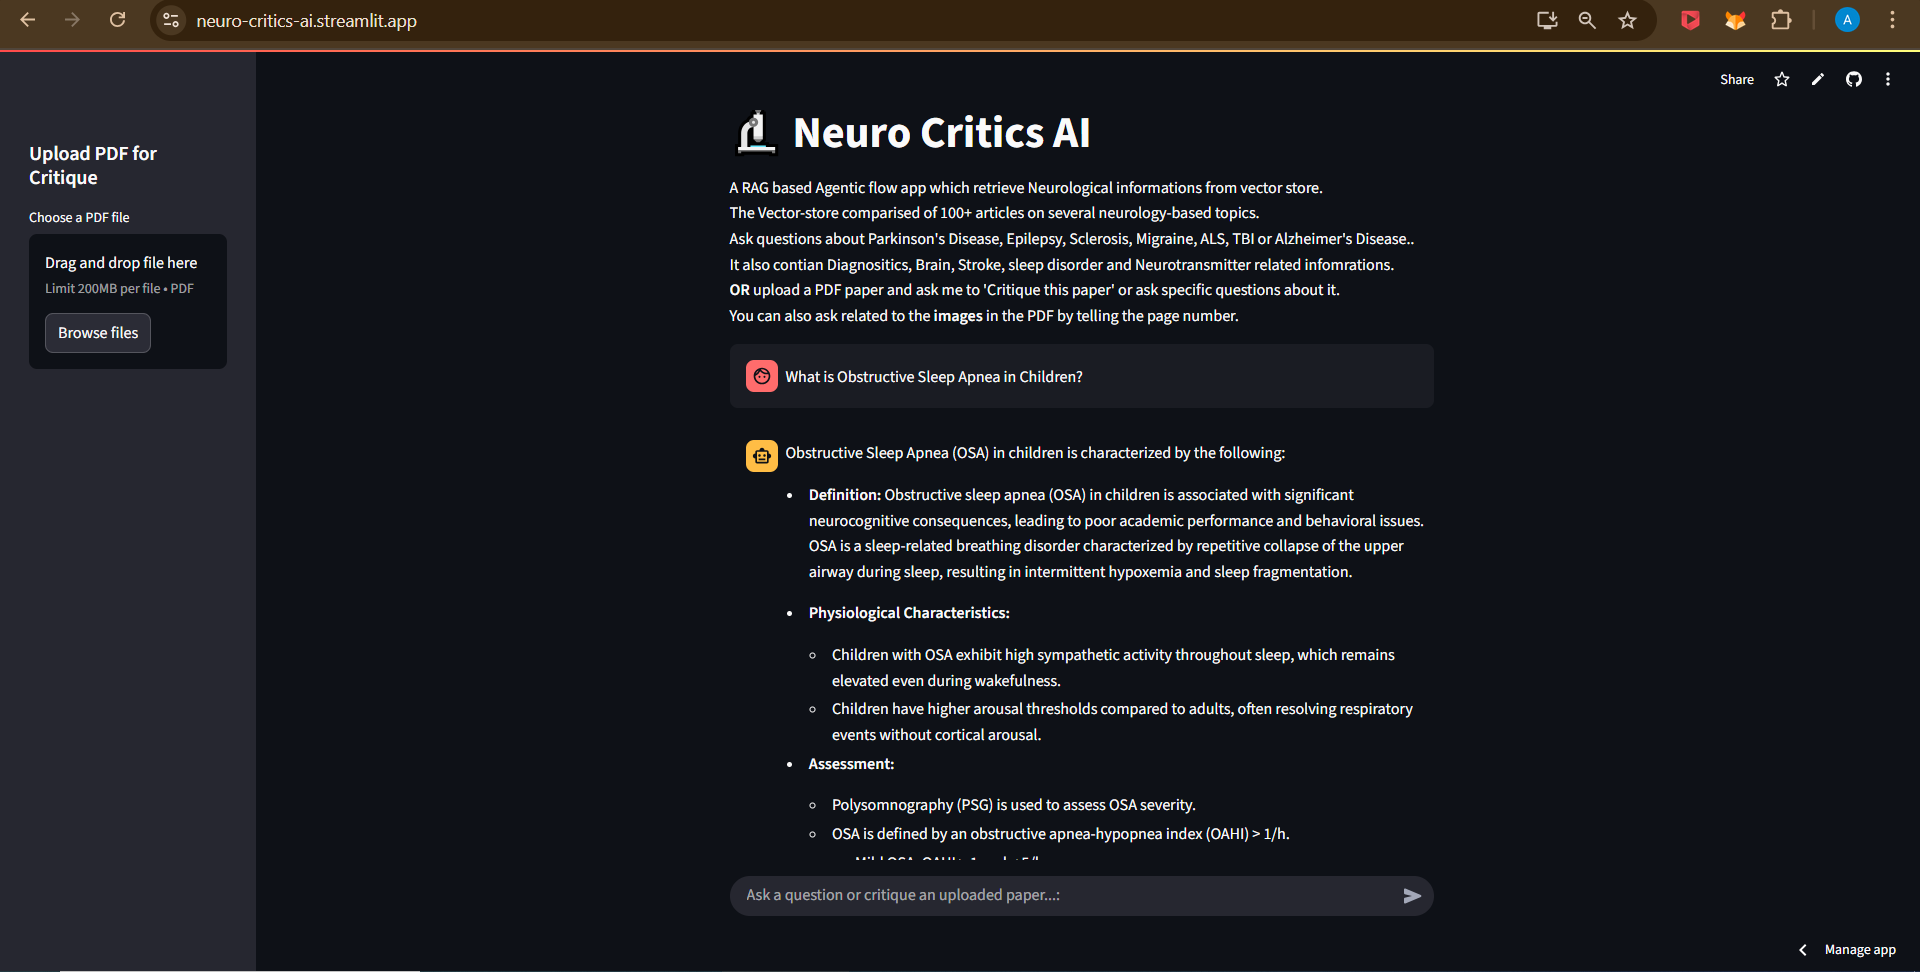 neuro-critics-ai.streamlit.app
A
Share
Upload PDF for
Critique
Choose a PDF file
Drag and drop file here
Limit 200MB per file • PDF
Browse files
Neuro Critics AI
A RAG based Agentic flow app which retrieve Neurological informations from vector store.
The Vector-store comparised of 100+ articles on several neurology-based topics.
Ask questions about Parkinson's Disease, Epilepsy, Sclerosis, Migraine, ALS, TBI or Alzheimer's Disease..
It also contian Diagnositics, Brain, Stroke, sleep disorder and Neurotransmitter related infomrations.
OR upload a PDF paper and ask me to 'Critique this paper' or ask specific questions about it.
You can also ask related to the images in the PDF by telling the page number.
What is Obstructive Sleep Apnea in Children?
Obstructive Sleep Apnea (OSA) in children is characterized by the following:
• Definition: Obstructive sleep apnea (OSA) in children is associated with significant
neurocognitive consequences, leading to poor academic performance and behavioral issues.
OSA is a sleep-related breathing disorder characterized by repetitive collapse of the upper
airway during sleep, resulting in intermittent hypoxemia and sleep fragmentation.
• Physiological Characteristics:
◦ Children with OSA exhibit high sympathetic activity throughout sleep, which remains
elevated even during wakefulness.
◦ Children have higher arousal thresholds compared to adults, often resolving respiratory
events without cortical arousal.
• Assessment:
◦ Polysomnography (PSG) is used to assess OSA severity.
◦ OSA is defined by an obstructive apnea-hypopnea index (OAHI) > 1/h.
Ask a question or critique an uploaded paper...:
Manage app